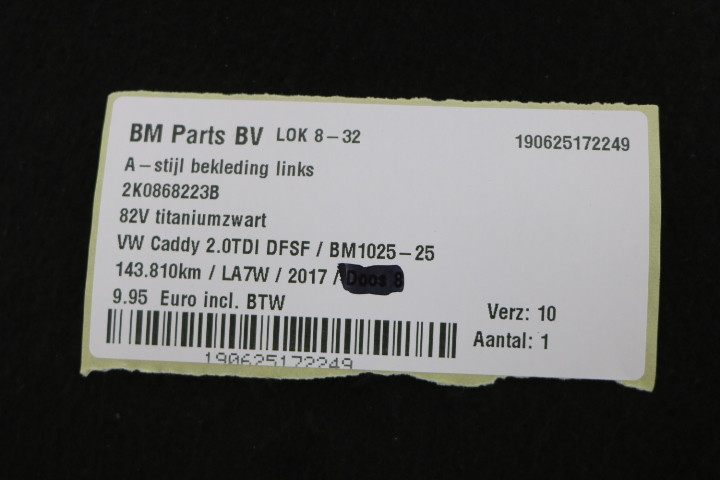 BM Parts BV LOK 8-32 190625172249
A-stijl bekleding links
2K0868223B
82V titaniumzwart
VW Caddy 2.0TDI DFSF / BM1025-25
143.810km / LA7W / 2017 / Doos 8
9.95 Euro incl. BTW
Verz: 10
Aantal: 1
190625172249